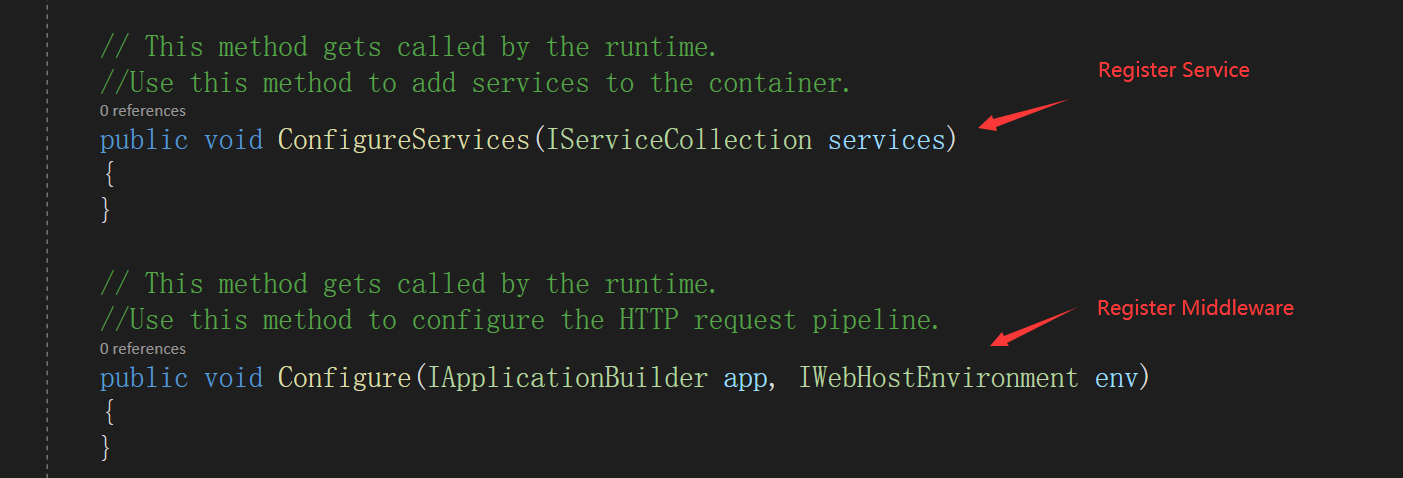 // This method gets called by the runtime.
//Use this method to add services to the container.
Register Service
0 references
public void ConfigureServices(IServiceCollection services)
{
}
// This method gets called by the runtime.
//Use this method to configure the HTTP request pipeline.
Register Middleware
0 references
public void Configure(IApplicationBuilder app, IWebHostEnvironment env)
{
}